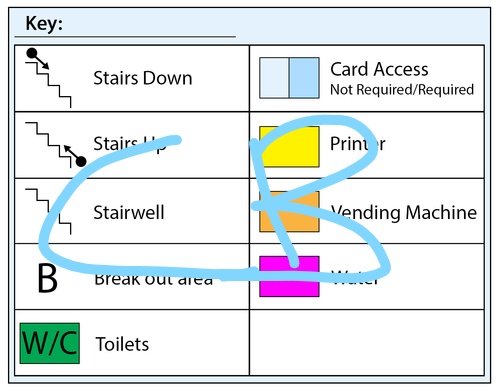 Key:
Stairs Down
Card Access
Not Required/Required
Stairs Up
Printer
Stairwell
Vending Machine
B
Break out area
Water
W/C
Toilets